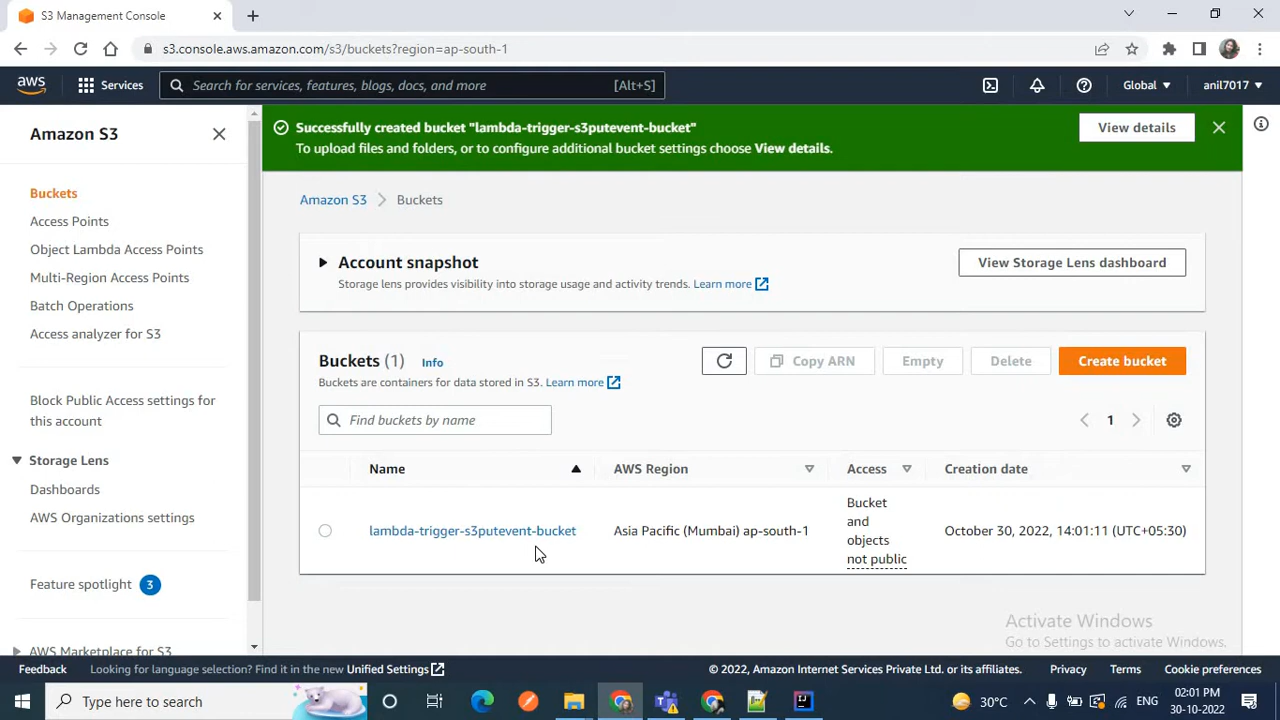 S3 Management Console
s3.console.aws.amazon.com/s3/buckets?region=ap-south-1
aws
Services
Search for services, features, blogs, docs, and more
[Alt+S]
Global
anil7017
Amazon S3
Buckets
Access Points
Object Lambda Access Points
Multi-Region Access Points
Batch Operations
Access analyzer for S3
Block Public Access settings for
this account
Storage Lens
Dashboards
AWS Organizations settings
Feature spotlight 3
AWS Marketplace for S3
Successfully created bucket "lambda-trigger-s3putevent-bucket"
To upload files and folders, or to configure additional bucket settings choose View details.
View details
Amazon S3 Buckets
Account snapshot
Storage lens provides visibility into storage usage and activity trends. Learn more
View Storage Lens dashboard
Buckets (1) Info
Buckets are containers for data stored in S3. Learn more
Copy ARN
Empty
Delete
Create bucket
Find buckets by name
1
Name
AWS Region
Access
Creation date
lambda-trigger-s3putevent-bucket
Asia Pacific (Mumbai) ap-south-1
Bucket
and
objects
not public
October 30, 2022, 14:01:11 (UTC+05:30)
Activate Windows
Go to Settings to activate Windows.
Feedback
Looking for language selection? Find it in the new Unified Settings
© 2022, Amazon Internet Services Private Ltd. or its affiliates.
Privacy
Terms
Cookie preferences
Type here to search
30°C
ENG
02:01 PM
30-10-2022